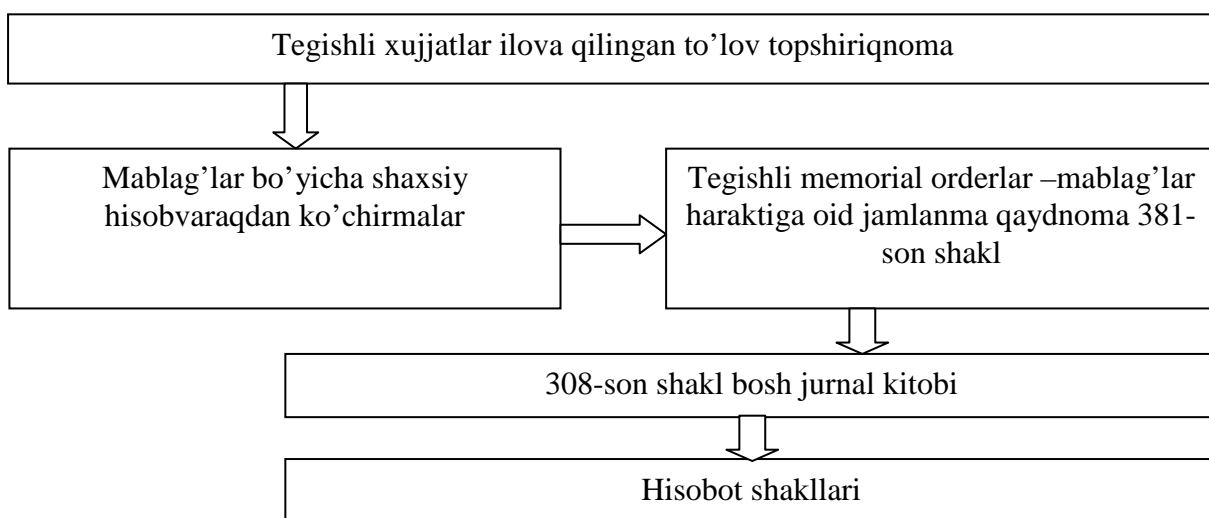 Tegishli xujjatlar ilova qilingan to’lov topshiriqnoma
Mablag’lar bo’yicha shaxsiy
hisobvaraqdan ko’chirmalar
Tegishli memorial orderlar –mablag’lar
haraktiga oid jamlanma qaydnoma 381-
son shakl
308-son shakl bosh jurnal kitobi
Hisobot shakllari